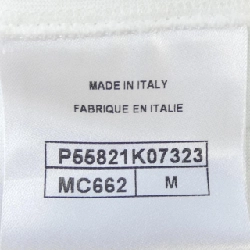 MADE IN ITALY
FABRIQUE EN ITALIE
P55821K07323
MC662 M